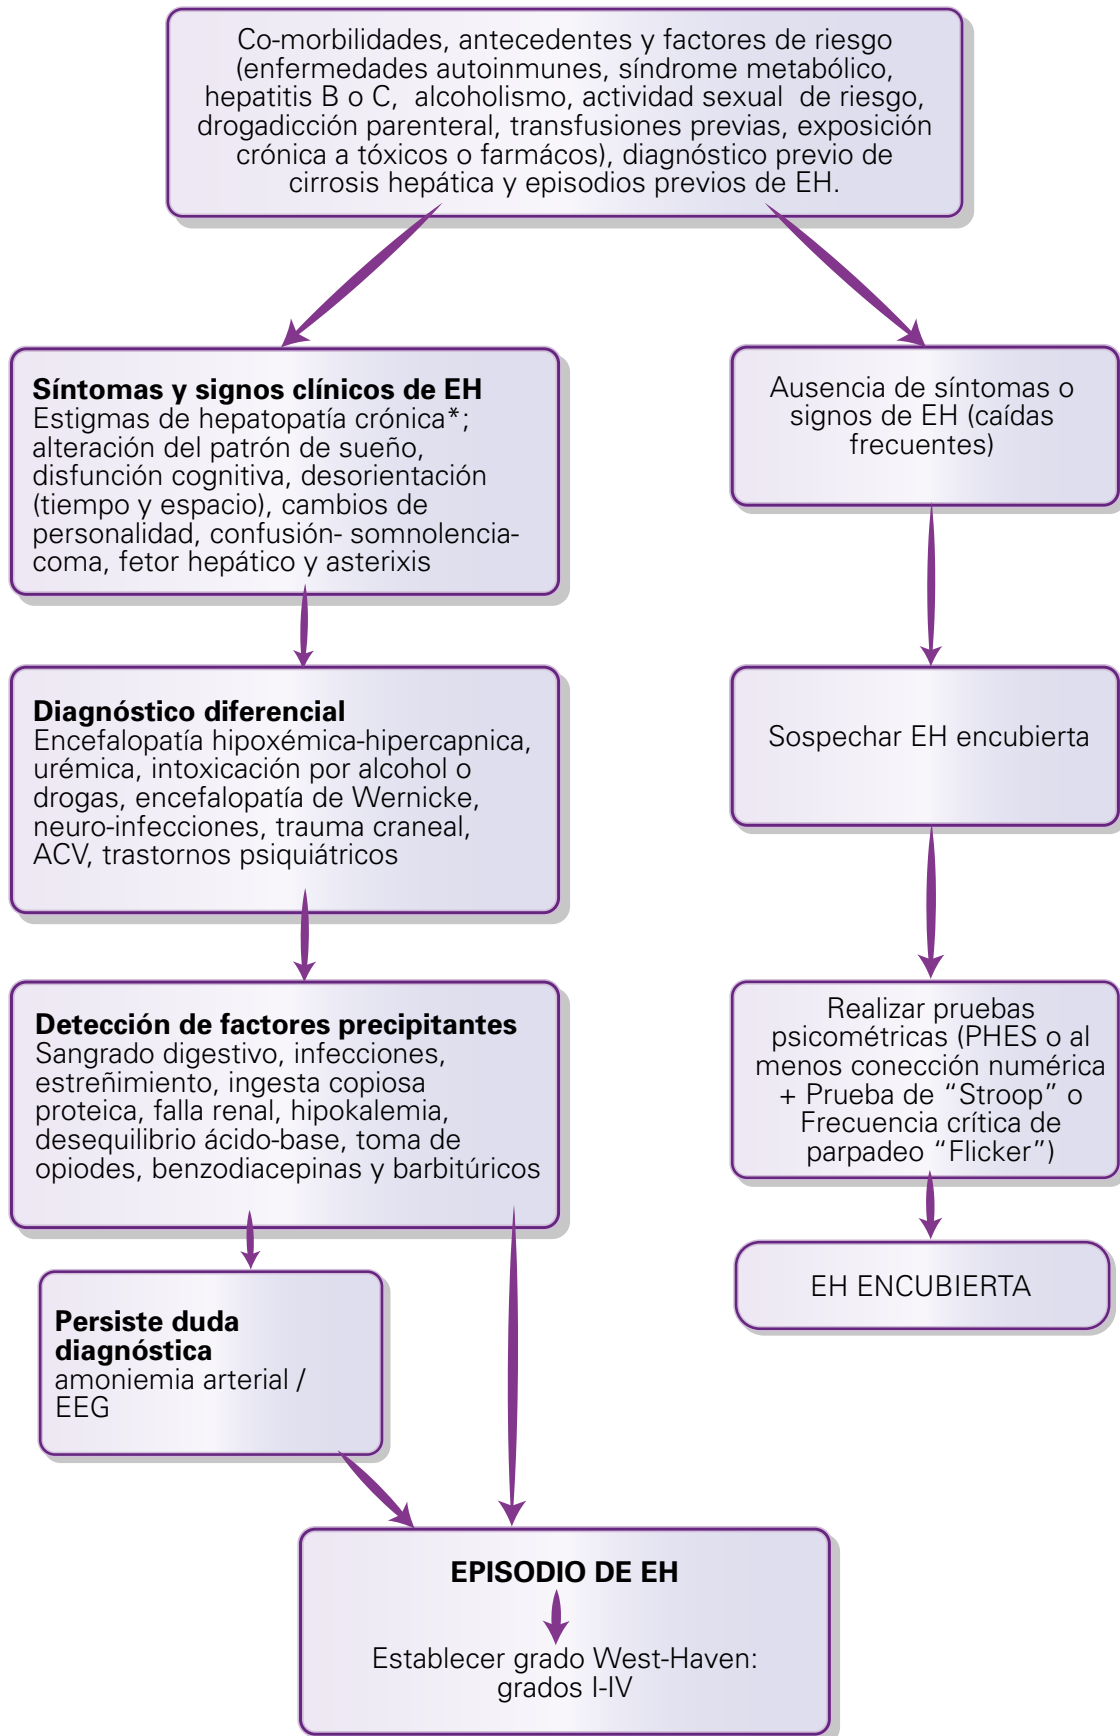 Co-morbilidades, antecedentes y factores de riesgo
(enfermedades autoinmunes, síndrome metabólico,
hepatitis B o C, alcoholismo, actividad sexual de riesgo,
drogadicción parenteral, transfusiones previas, exposición
crónica a tóxicos o farmácos), diagnóstico previo de
cirrosis hepática y episodios previos de EH.
Síntomas y signos clínicos de EH
Estigmas de hepatopatía crónica*;
alteración del patrón de sueño,
disfunción cognitiva, desorientación
(tiempo y espacio), cambios de
personalidad, confusión- somnolencia-
coma, fetor hepático y asterixis
Ausencia de síntomas o
signos de EH (caídas
frecuentes)
Diagnóstico diferencial
Encefalopatía hipoxémica-hipercapnica,
urémica, intoxicación por alcohol o
drogas, encefalopatía de Wernicke,
neuro-infecciones, trauma craneal,
ACV, trastornos psiquiátricos
Sospechar EH encubierta
Detección de factores precipitantes
Sangrado digestivo, infecciones,
estreñimiento, ingesta copiosa
proteica, falla renal, hipokalemia,
desequilibrio ácido-base, toma de
opiodes, benzodiacepinas y barbitúricos
Realizar pruebas
psicométricas (PHES o al
menos conección numérica
+ Prueba de “Stroop” o
Frecuencia crítica de
parpadeo “Flicker”)
Persiste duda
diagnóstica
amoniemia arterial /
EEG
EH ENCUBIERTA
EPISODIO DE EH
Establecer grado West-Haven:
grados I-IV